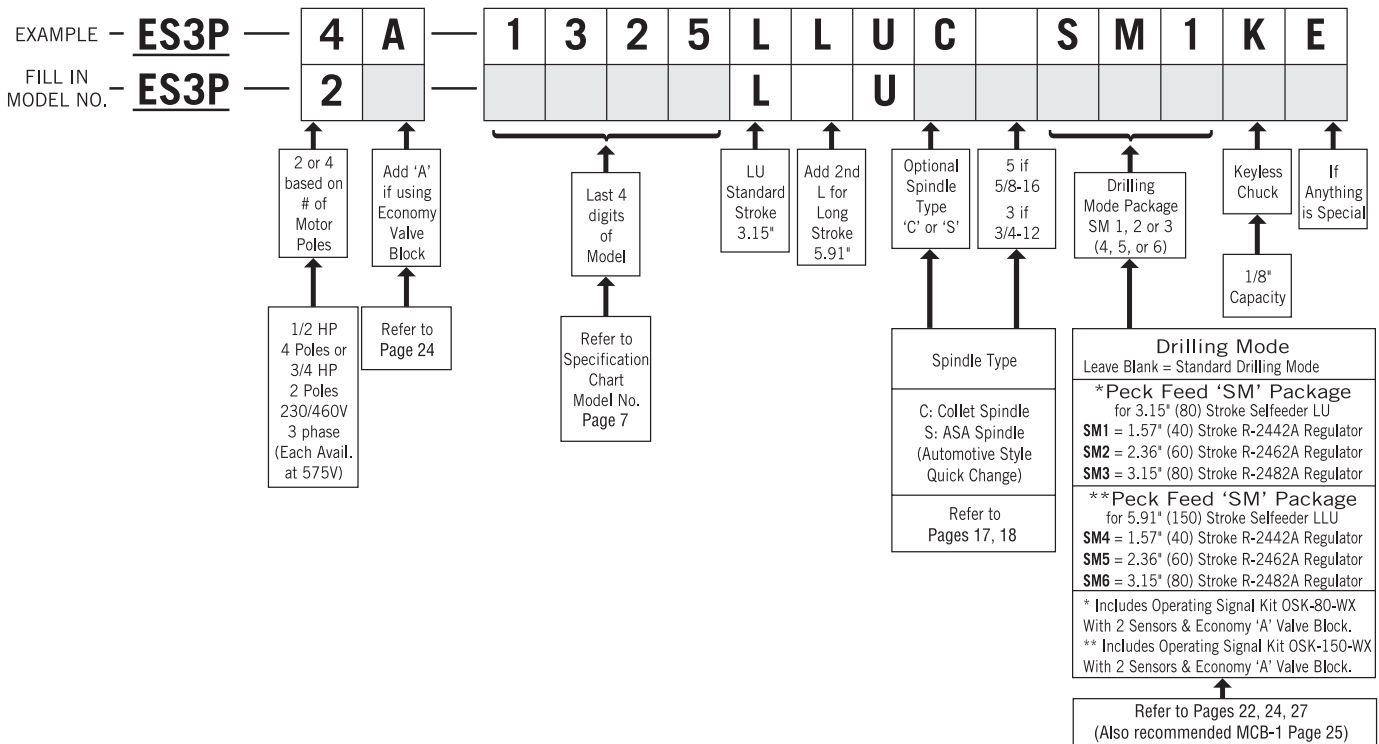 EXAMPLE – ES3P – 4 A — 1 3 2 5 L L U C S M 1 K E
FILL IN
MODEL NO. – ES3P – 2 — L U
2 or 4
based on
# of
Motor
Poles
1/2 HP
4 Poles or
3/4 HP
2 Poles
230/460V
3 phase
(Each Avail.
at 575V)
Add 'A'
if using
Economy
Valve
Block
Refer to
Page 24
Last 4
digits
of
Model
Refer to
Specification
Chart
Model No.
Page 7
LU
Standard
Stroke
3.15"
Add 2nd
L for
Long
Stroke
5.91"
Optional
Spindle
Type
'C' or 'S'
5 if
5/8-16
3 if
3/4-12
Spindle Type
C: Collet Spindle
S: ASA Spindle
(Automotive Style
Quick Change)
Refer to
Pages 17, 18
Drilling
Mode Package
SM 1, 2 or 3
(4, 5, or 6)
Keyless
Chuck
1/8"
Capacity
If
Anything
is Special
Drilling Mode
Leave Blank = Standard Drilling Mode
*Peck Feed 'SM' Package
for 3.15" (80) Stroke Selfeeder LU
SM1 = 1.57" (40) Stroke R-2442A Regulator
SM2 = 2.36" (60) Stroke R-2462A Regulator
SM3 = 3.15" (80) Stroke R-2482A Regulator
**Peck Feed 'SM' Package
for 5.91" (150) Stroke Selfeeder LLU
SM4 = 1.57" (40) Stroke R-2442A Regulator
SM5 = 2.36" (60) Stroke R-2462A Regulator
SM6 = 3.15" (80) Stroke R-2482A Regulator
* Includes Operating Signal Kit OSK-80-WX
With 2 Sensors & Economy 'A' Valve Block.
** Includes Operating Signal Kit OSK-150-WX
With 2 Sensors & Economy 'A' Valve Block.
Refer to Pages 22, 24, 27
(Also recommended MCB-1 Page 25)